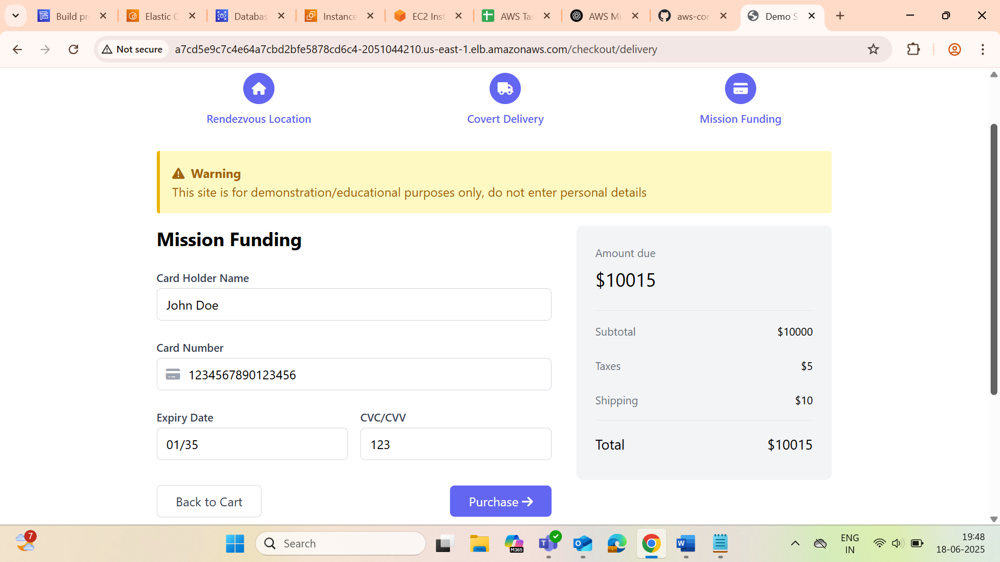 Build pr
Elastic C
Databas
Instance
EC2 Inst
AWS Tas
AWS Mi
aws-cor
Demo S
Not secure
a7cd5e9c7c4e64a7cbd2bfe5878cd6c4-2051044210.us-east-1.elb.amazonaws.com/checkout/delivery
Rendezvous Location
Covert Delivery
Mission Funding
Warning
This site is for demonstration/educational purposes only, do not enter personal details
Mission Funding
Card Holder Name
John Doe
Card Number
1234567890123456
Expiry Date
CVC/CVV
01/35
123
Back to Cart
Purchase
Amount due
$10015
Subtotal
$10000
Taxes
$5
Shipping
$10
Total
$10015
7
Search
M365
ENG
IN
19:48
18-06-2025